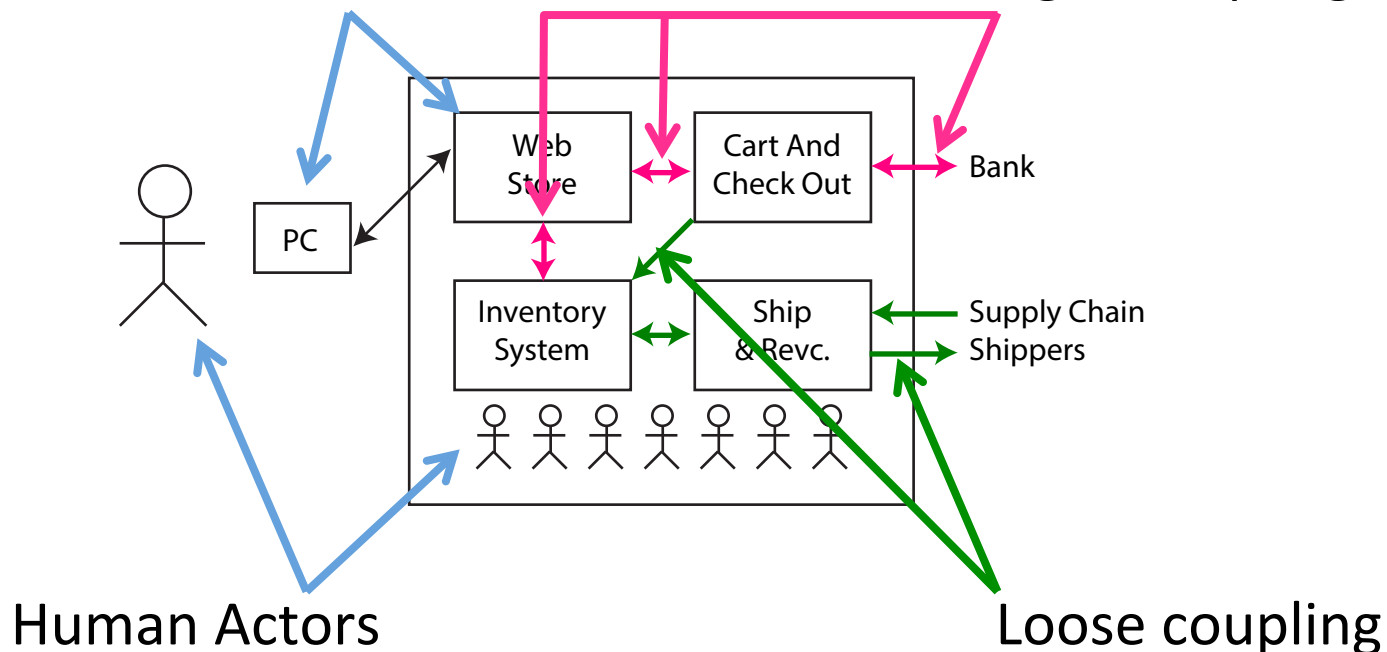 Web
Store
Cart And
Check Out
Bank
PC
Inventory
System
Ship
& Revc.
Supply Chain
Shippers
Human Actors
Loose coupling